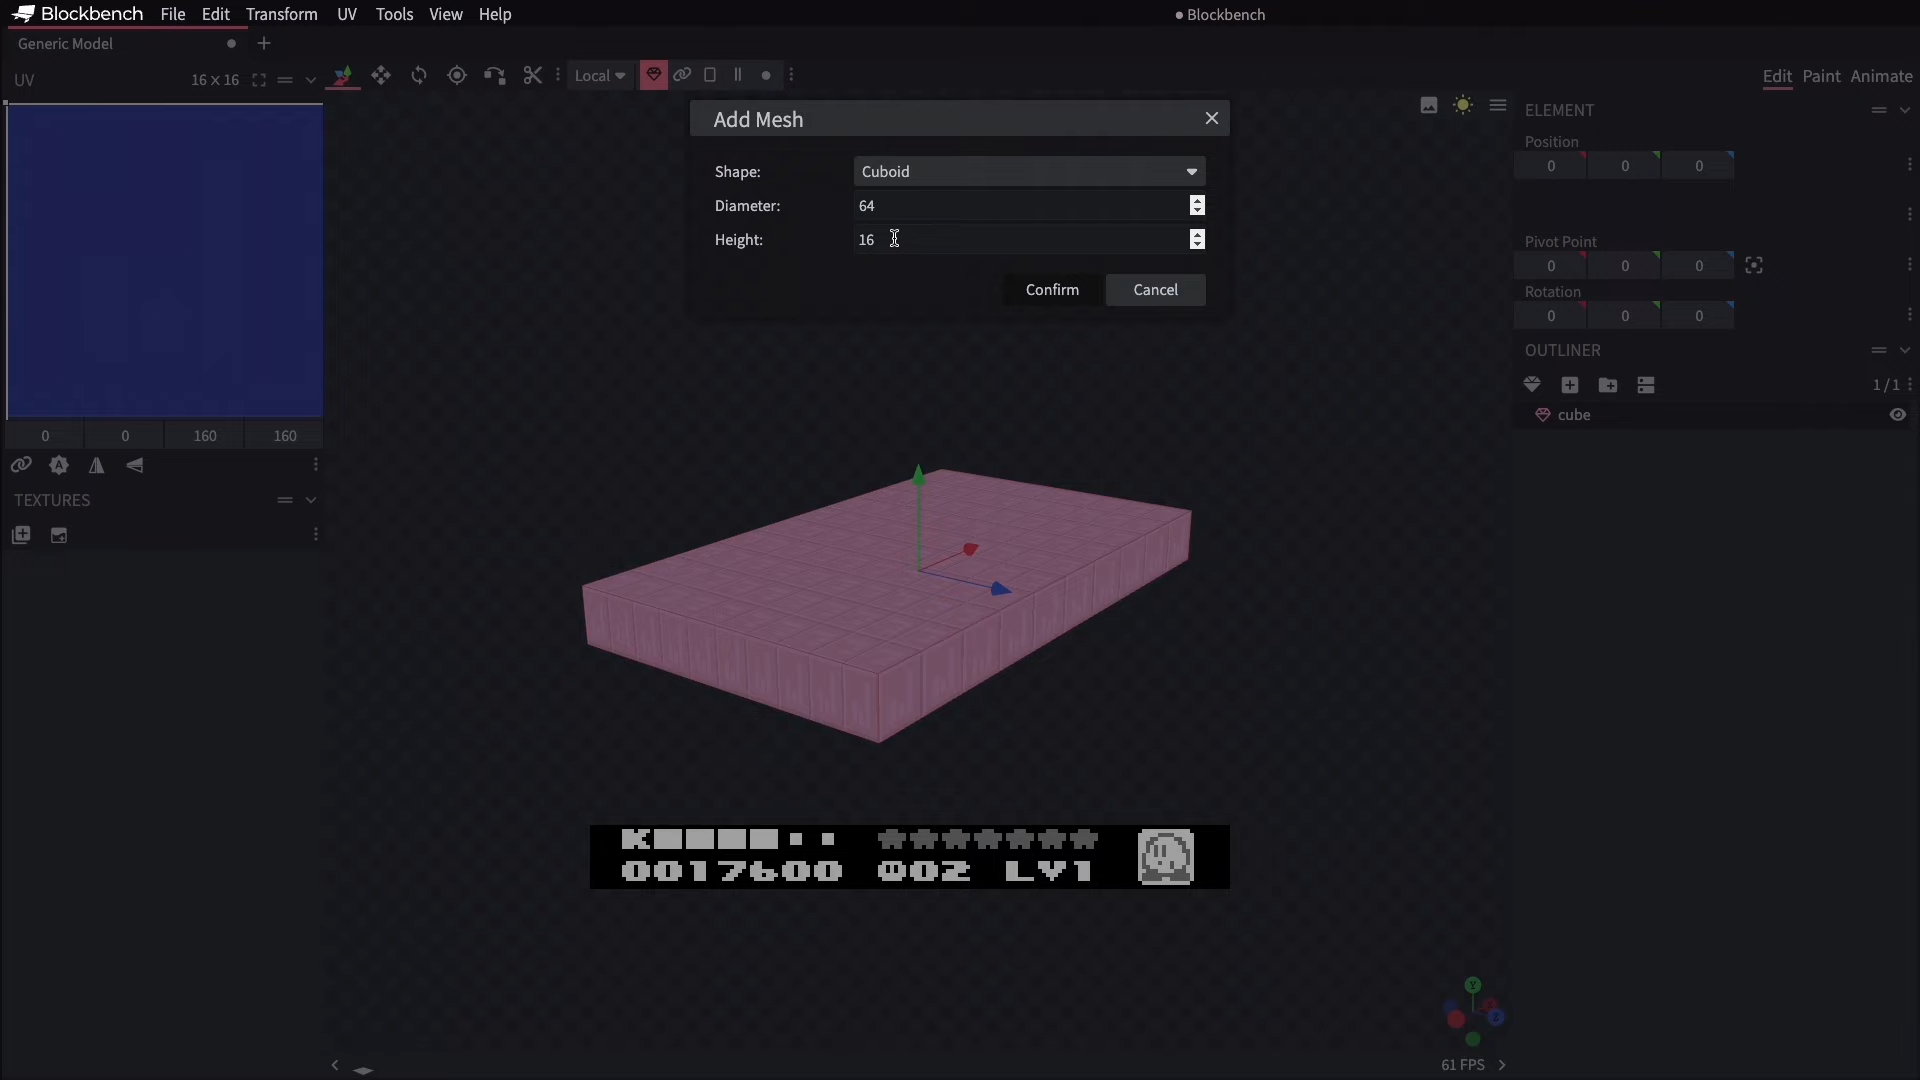 Blockbench File Edit Transform UV Tools View Help
Blockbench
Generic Model
UV 16 × 16
Local
Edit Paint Animate
Add Mesh
Shape: Cuboid
Diameter: 64
Height: 16
Confirm Cancel
ELEMENT
Position
0 0 0
Pivot Point
0 0 0
Rotation
0 0 0
OUTLINER
1/1
cube
0 0 160 160
TEXTURES
K
0017600 002 LV1
Y
Z
61 FPS